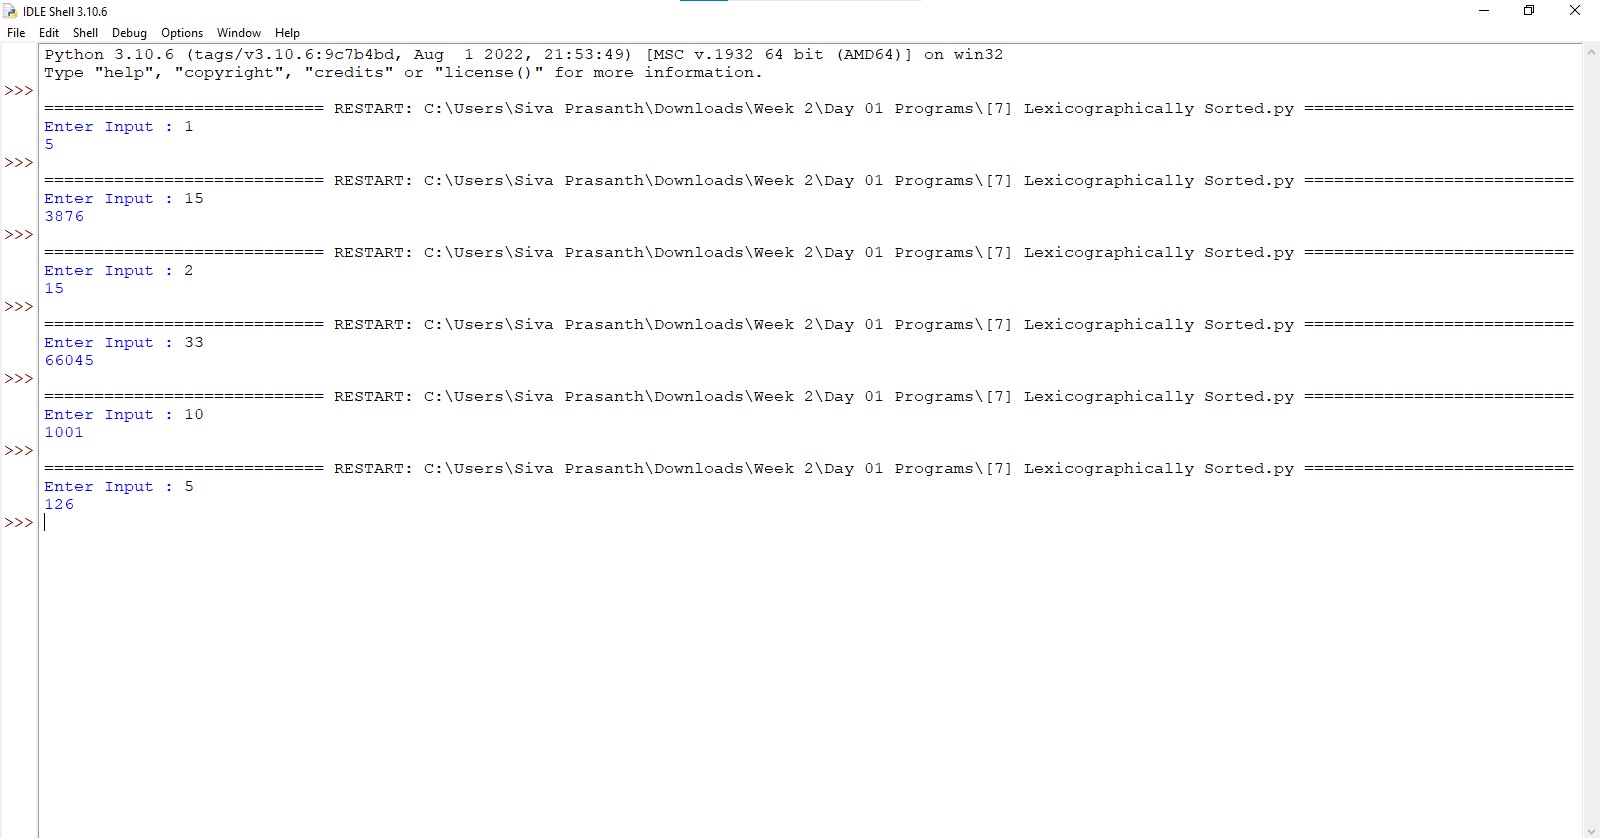 IDLE Shell 3.10.6
File Edit Shell Debug Options Window Help
Python 3.10.6 (tags/v3.10.6:9c7b4bd, Aug  1 2022, 21:53:49) [MSC v.1932 64 bit (AMD64)] on win32
Type "help", "copyright", "credits" or "license()" for more information.
>>>
============================ RESTART: C:\Users\Siva Prasanth\Downloads\Week 2\Day 01 Programs\[7] Lexicographically Sorted.py ===========================
Enter Input : 1
5
>>>
============================ RESTART: C:\Users\Siva Prasanth\Downloads\Week 2\Day 01 Programs\[7] Lexicographically Sorted.py ===========================
Enter Input : 15
3876
>>>
============================ RESTART: C:\Users\Siva Prasanth\Downloads\Week 2\Day 01 Programs\[7] Lexicographically Sorted.py ===========================
Enter Input : 2
15
>>>
============================ RESTART: C:\Users\Siva Prasanth\Downloads\Week 2\Day 01 Programs\[7] Lexicographically Sorted.py ===========================
Enter Input : 33
66045
>>>
============================ RESTART: C:\Users\Siva Prasanth\Downloads\Week 2\Day 01 Programs\[7] Lexicographically Sorted.py ===========================
Enter Input : 10
1001
>>>
============================ RESTART: C:\Users\Siva Prasanth\Downloads\Week 2\Day 01 Programs\[7] Lexicographically Sorted.py ===========================
Enter Input : 5
126
>>>